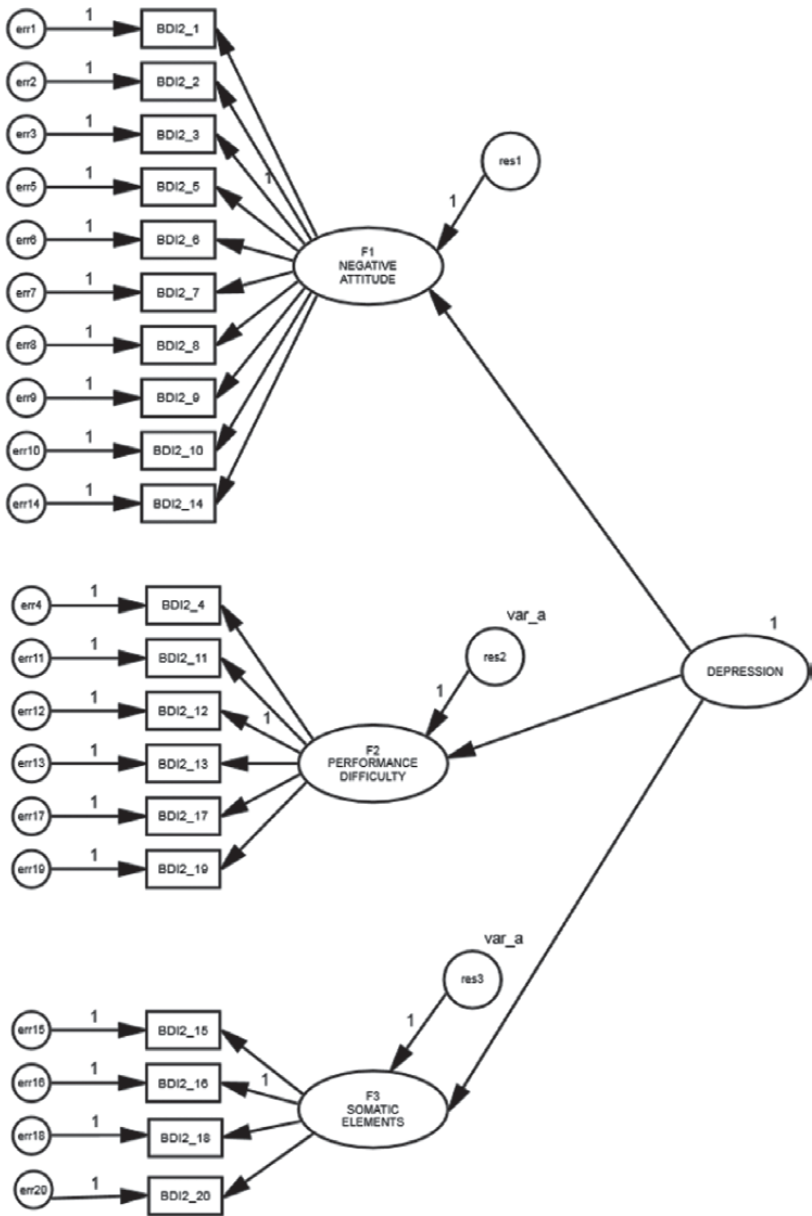 err1 1 BDI2_1
err2 1 BDI2_2
err3 1 BDI2_3
1
err5 1 BDI2_5
err6 1 BDI2_6
err7 1 BDI2_7
err8 1 BDI2_8
err9 1 BDI2_9
err10 1 BDI2_10
err14 1 BDI2_14
res1
1
F1
NEGATIVE
ATTITUDE
err4 1 BDI2_4
err11 1 BDI2_11
err12 1 BDI2_12
1
err13 1 BDI2_13
err17 1 BDI2_17
err19 1 BDI2_19
var_a
res2
1
F2
PERFORMANCE
DIFFICULTY
1
DEPRESSION
err15 1 BDI2_15
err16 1 BDI2_16
1
err18 1 BDI2_18
err20 1 BDI2_20
var_a
res3
1
F3
SOMATIC
ELEMENTS